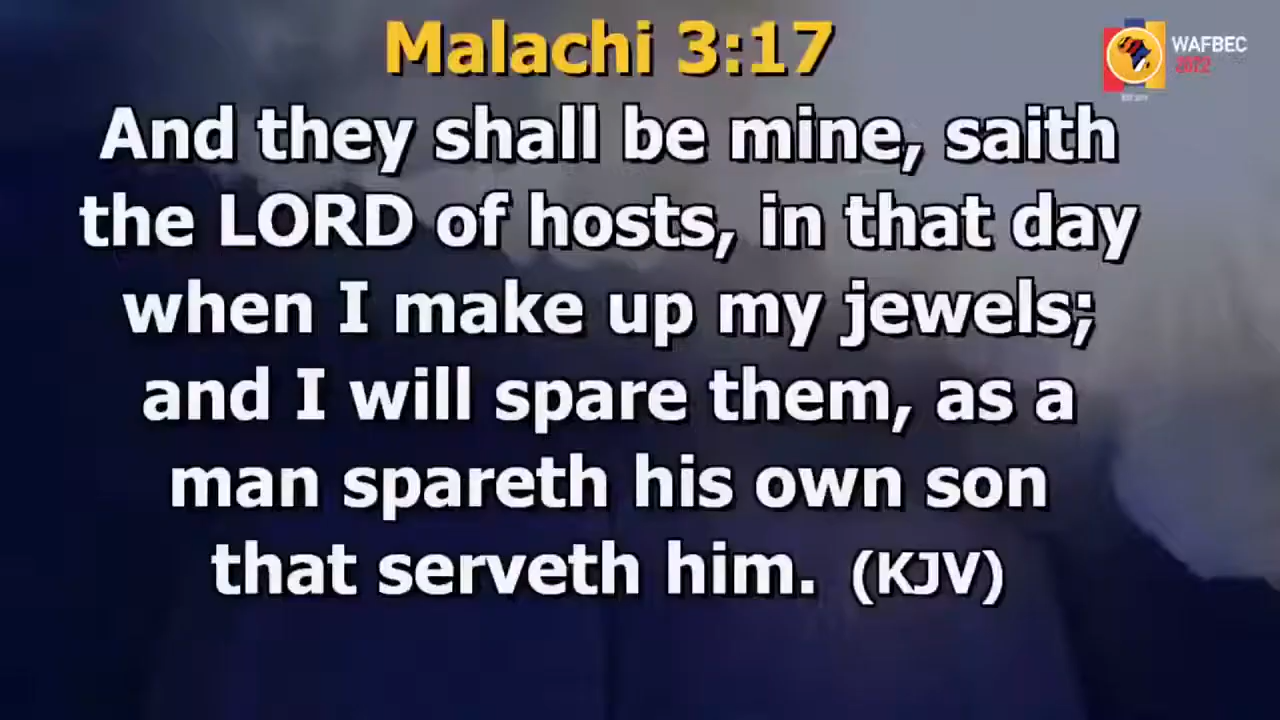 Malachi 3:17
WAFBEC
And they shall be mine, saith
the LORD of hosts, in that day
when I make up my jewels;
and I will spare them, as a
man spareth his own son
that serveth him. (KJV)